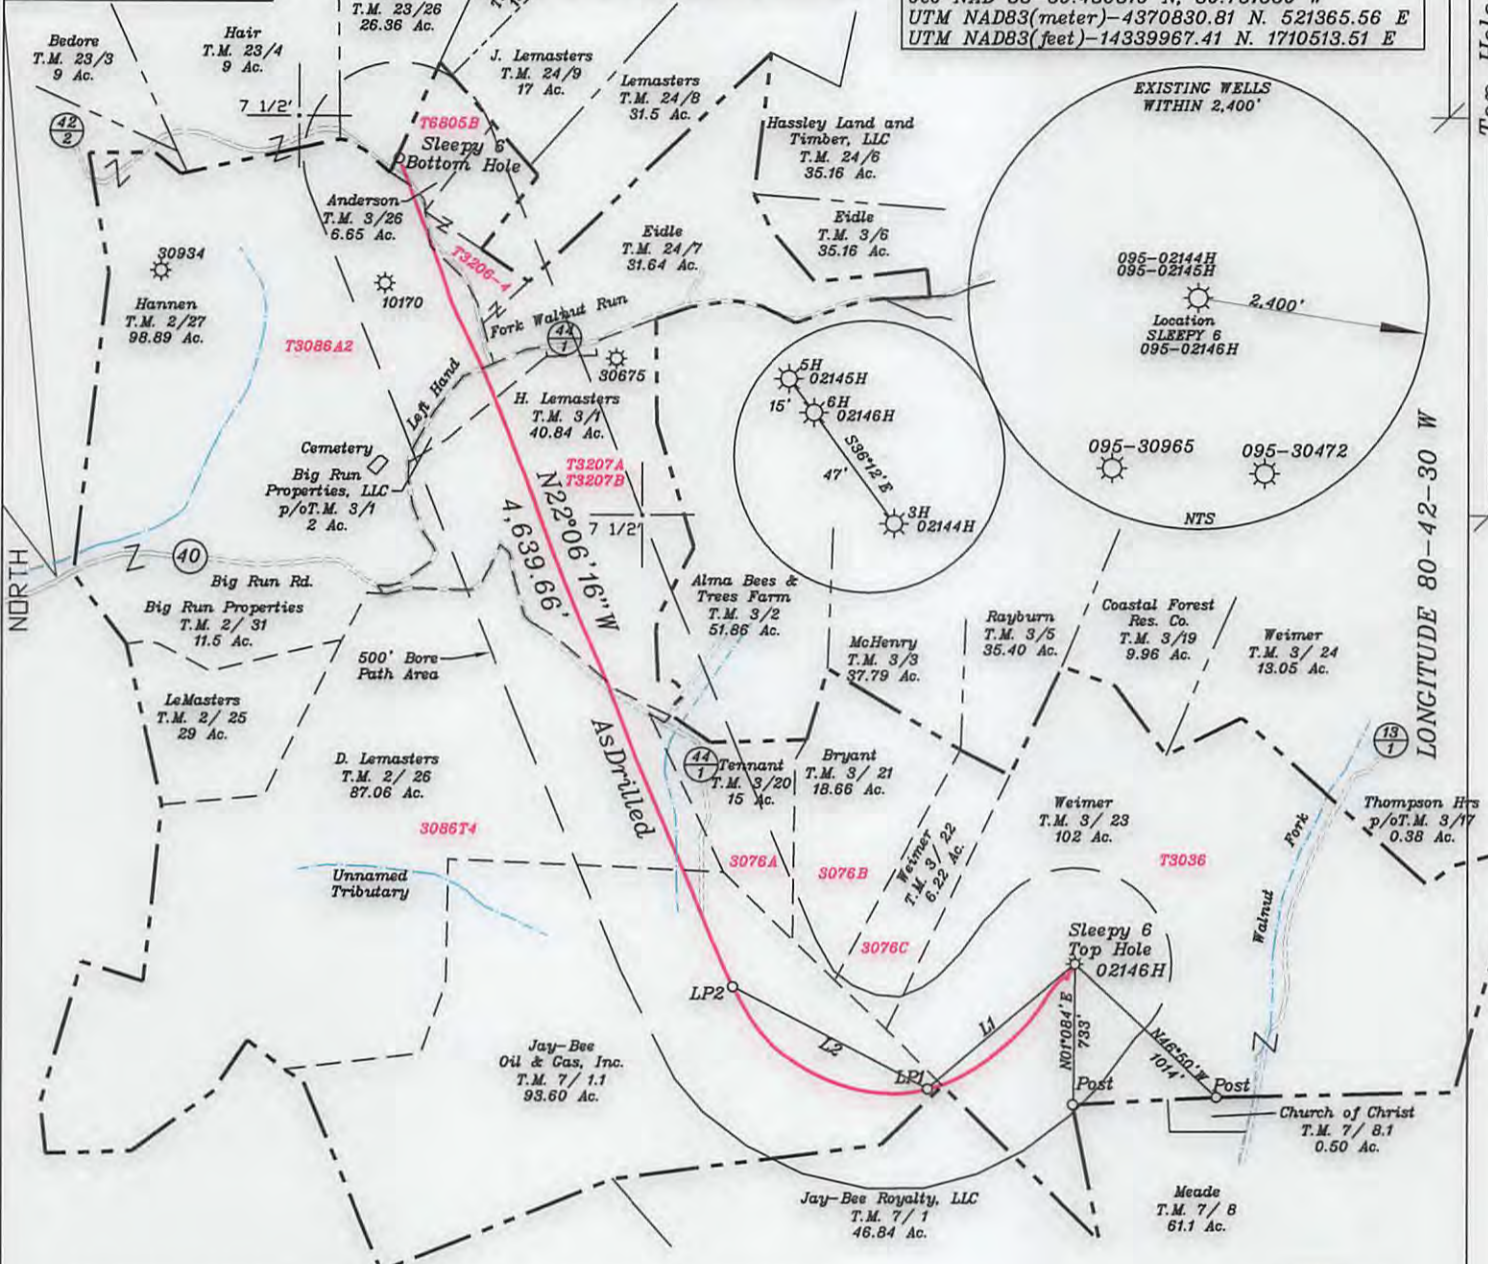 UTM NAD83(meter)-4370830.81 N. 521365.56 E
UTM NAD83(feet)-14339967.41 N. 1710513.51 E
T.M. 23/26
26.36 Ac.
Bedore
T.M. 23/3
9 Ac.
Hair
T.M. 23/4
9 Ac.
J. Lemasters
T.M. 24/9
17 Ac.
Lemasters
T.M. 24/8
31.5 Ac.
42
2
7 1/2'
T6805B
Sleepy 6
Bottom Hole
Hassley Land and
Timber, LLC
T.M. 24/6
35.16 Ac.
EXISTING WELLS
WITHIN 2,400'
Anderson
T.M. 3/26
6.65 Ac.
Eidle
T.M. 24/7
31.64 Ac.
Eidle
T.M. 3/6
35.16 Ac.
30934
T3206-4
10170
Hannen
T.M. 2/27
98.89 Ac.
T3086A2
Left Hand
Fork Walnut Run
44
1
30675
095-02144H
095-02145H
2,400'
Location
SLEEPY 6
095-02146H
5H
02145H
15'
6H
02146H
S36°12'E
47'
3H
02144H
095-30965
095-30472
NTS
H. Lemasters
T.M. 3/1
40.84 Ac.
T3207A
T3207B
7 1/2'
Cemetery
Big Run
Properties, LLC
p/oT.M. 3/1
2 Ac.
N22°06'16"W
4,639.66'
LONGITUDE 80-42-30 W
NORTH
40
Big Run Rd.
Big Run Properties
T.M. 2/ 31
11.5 Ac.
500' Bore
Path Area
LeMasters
T.M. 2/ 25
29 Ac.
D. Lemasters
T.M. 2/ 26
87.06 Ac.
3086T4
Alma Bees &
Trees Farm
T.M. 3/2
51.86 Ac.
McHenry
T.M. 3/3
37.79 Ac.
Rayburn
T.M. 3/5
35.40 Ac.
Coastal Forest
Res. Co.
T.M. 3/19
9.96 Ac.
Weimer
T.M. 3/ 24
13.05 Ac.
13
1
AsDrilled
44
1
Tennant
T.M. 3/20
15 Ac.
Bryant
T.M. 3/ 21
18.66 Ac.
Weimer
T.M. 3/ 22
6.22 Ac.
Weimer
T.M. 3/ 23
102 Ac.
Thompson Hrs
p/oT.M. 3/17
0.38 Ac.
3076A
3076B
3076C
T3036
Walnut Fork
Unnamed
Tributary
Sleepy 6
Top Hole
02146H
LP2
L2
L1
LP1
N01°084'E
733'
N46°50'W
1014'
Post
Post
Jay-Bee
Oil & Gas, Inc.
T.M. 7/ 1.1
93.60 Ac.
Church of Christ
T.M. 7/ 8.1
0.50 Ac.
Jay-Bee Royalty, LLC
T.M. 7/ 1
46.84 Ac.
Meade
T.M. 7/ 8
61.1 Ac.